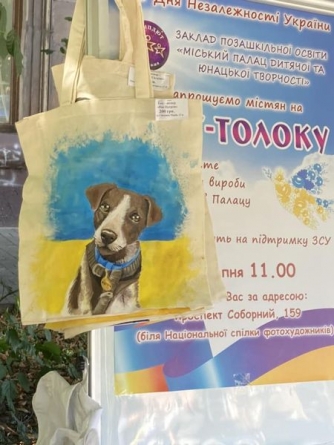 Дня Незалежності України
ЗАКЛАД ПОЗАШКІЛЬНОЇ ОСВІТИ
«МІСЬКИЙ ПАЛАЦ ДИТЯЧОЇ ТА
ЮНАЦЬКОЇ ТВОРЧОСТІ»
запрошуємо містян на
-ТОЛОКУ
вироби
Палацу
на підтримку ЗСУ
11.00
Вас за адресою:
проспект Соборний, 159
(біля Національної спілки фотохудожників)